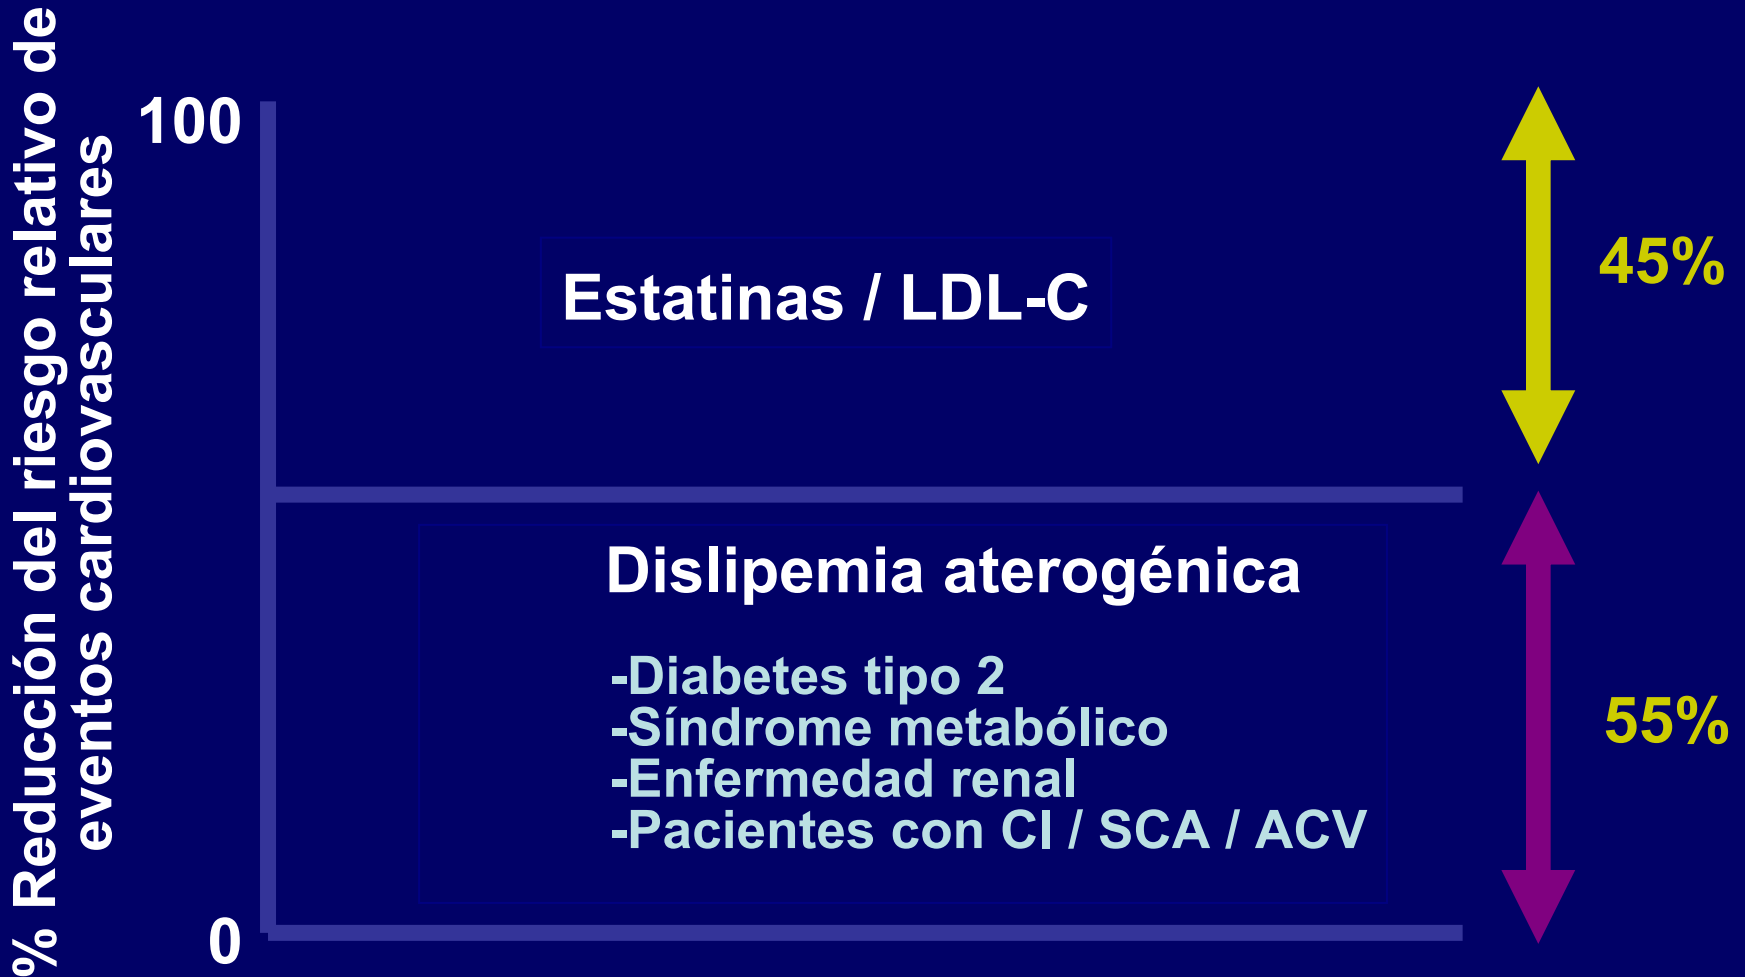 % Reducción del riesgo relativo de
eventos cardiovasculares
100
Estatinas / LDL-C
45%
Dislipemia aterogénica
-Diabetes tipo 2
-Síndrome metabólico
-Enfermedad renal
-Pacientes con CI / SCA / ACV
55%
0